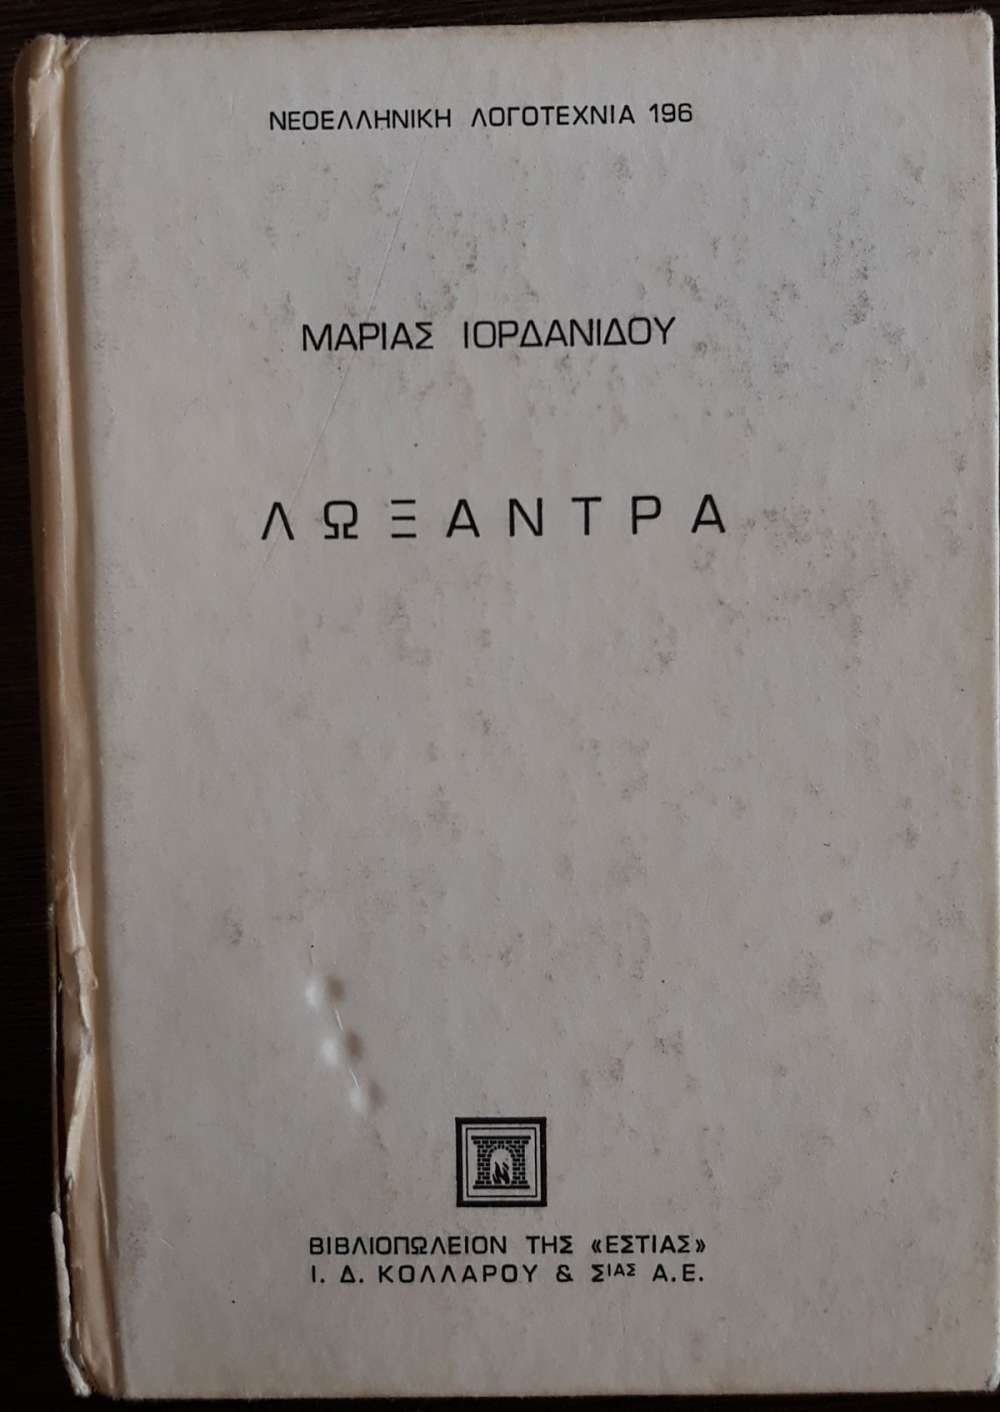 ΝΕΟΕΛΛΗΝΙΚΗ ΛΟΓΟΤΕΧΝΙΑ 196
ΜΑΡΙΑΣ ΙΟΡΔΑΝΙΔΟΥ
ΛΩΞΑΝΤΡΑ
ΒΙΒΛΙΟΠΩΛΕΙΟΝ ΤΗΣ «ΕΣΤΙΑΣ»
Ι. Δ. ΚΟΛΛΑΡΟΥ & ΣΙΑΣ Α.Ε.